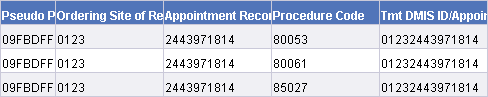 Pseudo P Ordering Site of Re Appointment Recor Procedure Code Tmt DMIS ID/Appoin
09FBDFF 0123 2443971814 80053 01232443971814
09FBDFF 0123 2443971814 80061 01232443971814
09FBDFF 0123 2443971814 85027 01232443971814